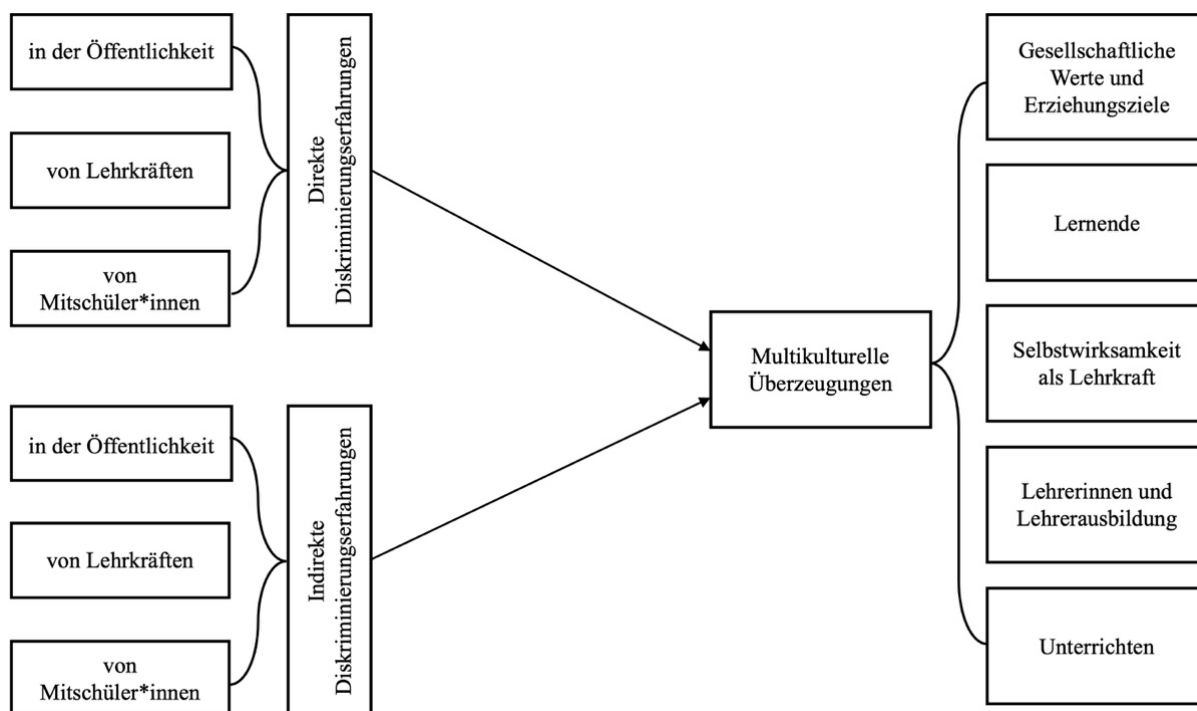 in der Öffentlichkeit
von Lehrkräften
von
Mitschüler*innen
Direkte
Diskriminierungserfahrungen
in der Öffentlichkeit
von Lehrkräften
von
Mitschüler*innen
Indirekte
Diskriminierungserfahrungen
Multikulturelle
Überzeugungen
Gesellschaftliche
Werte und
Erziehungsziele
Lernende
Selbstwirksamkeit
als Lehrkraft
Lehrerinnen und
Lehrerausbildung
Unterrichten